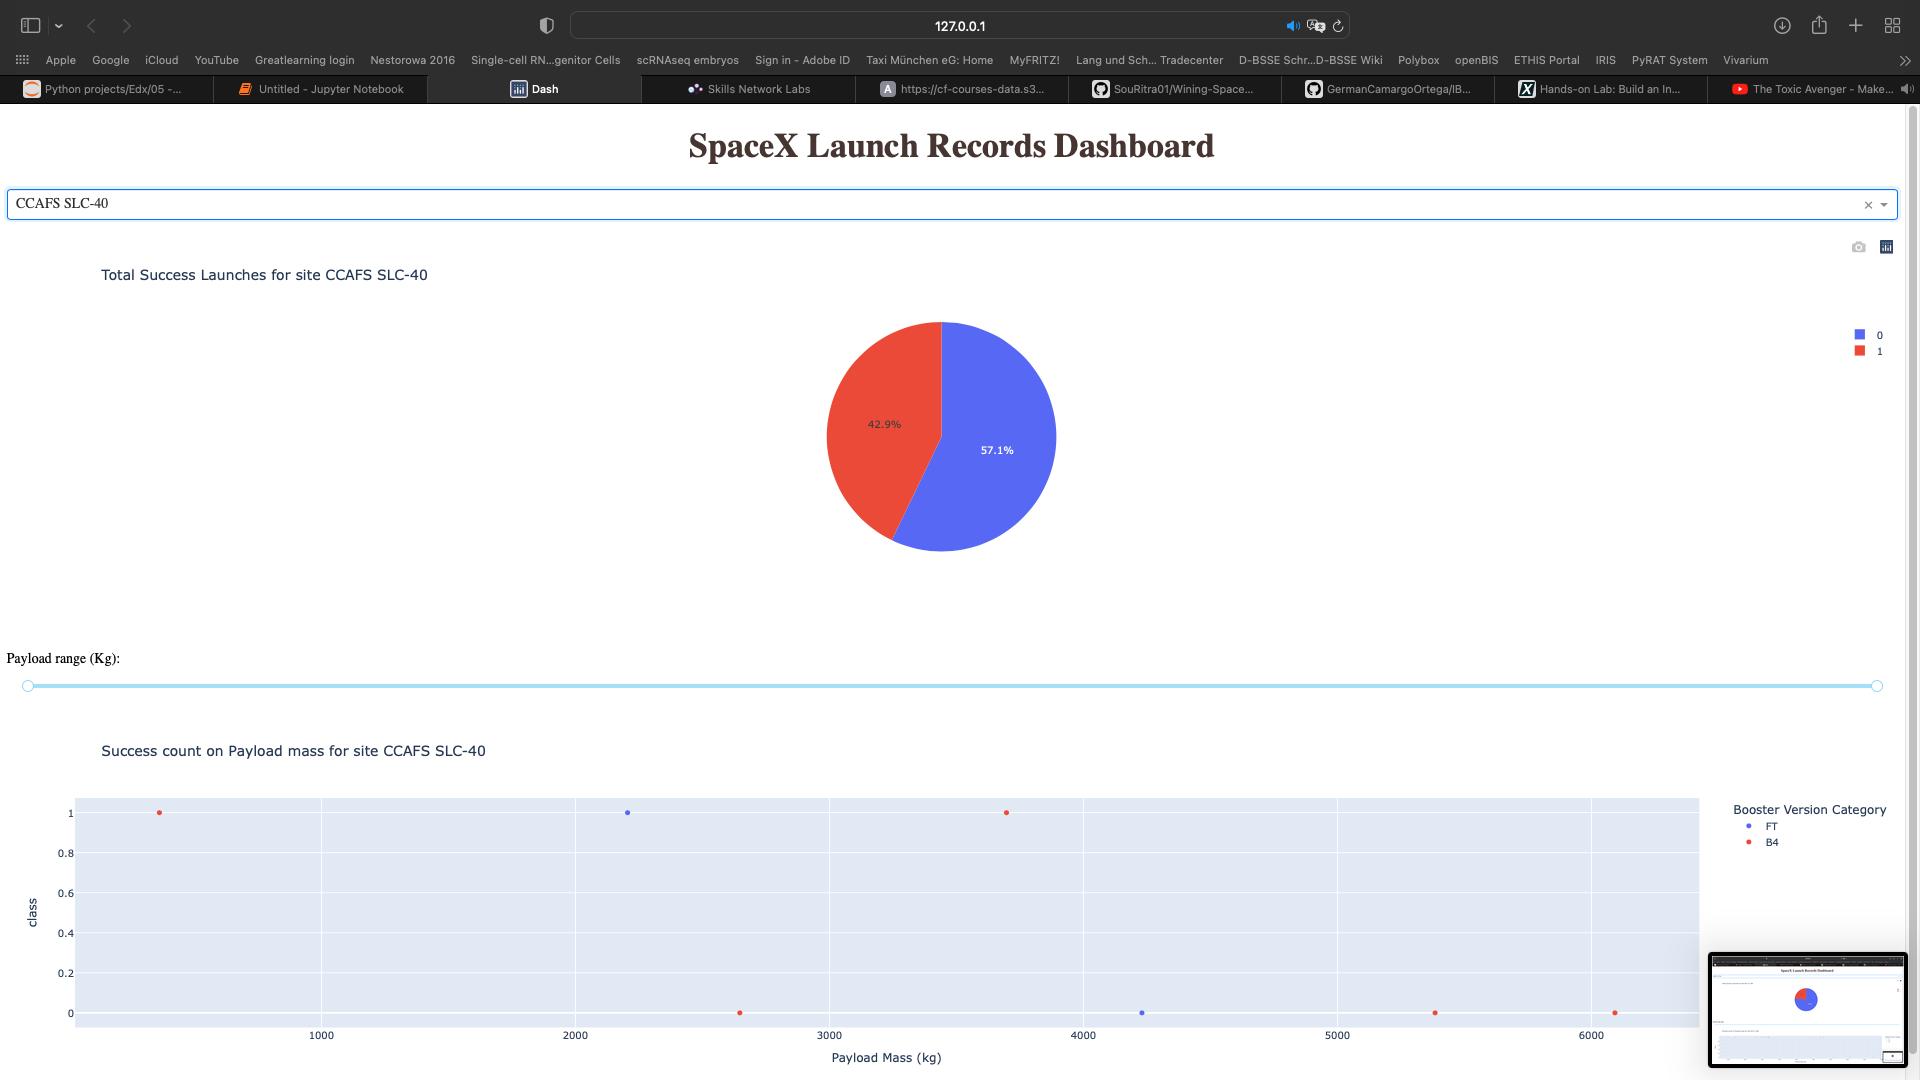 127.0.0.1
Apple Google iCloud YouTube Greatlearning login Nestorowa 2016 Single-cell RN...genitor Cells scRNAseq embryos Sign in - Adobe ID Taxi München eG: Home MyFRITZ! Lang und Sch... Tradecenter D-BSSE Schr...D-BSSE Wiki Polybox openBIS ETHIS Portal IRIS PyRAT System Vivarium
Python projects/Edx/05 -... Untitled - Jupyter Notebook Dash Skills Network Labs A https://cf-courses-data.s3... SouRitra01/Wining-Space... GermanCamargoOrtega/IB... X Hands-on Lab: Build an In... The Toxic Avenger - Make...
SpaceX Launch Records Dashboard
CCAFS SLC-40
Total Success Launches for site CCAFS SLC-40
0
1
42.9%
57.1%
Payload range (Kg):
Success count on Payload mass for site CCAFS SLC-40
Booster Version Category
FT
B4
1
0.8
0.6
0.4
0.2
0
class
1000 2000 3000 4000 5000 6000
Payload Mass (kg)
SpaceX Launch Records Dashboard